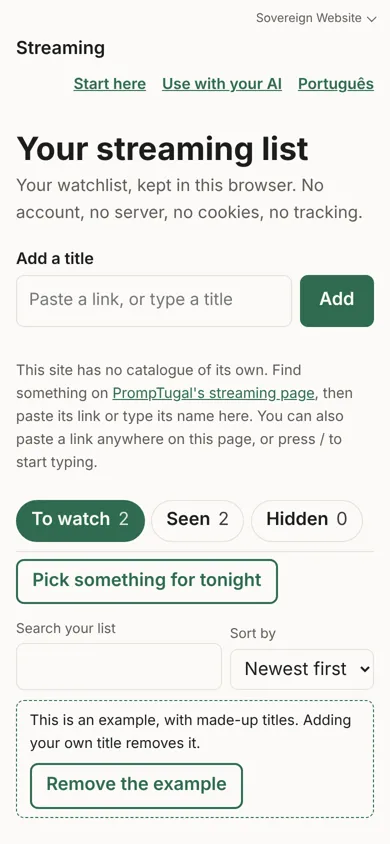 Sovereign Website
Streaming
Start here Use with your AI Português
Your streaming list
Your watchlist, kept in this browser. No
account, no server, no cookies, no tracking.
Add a title
Paste a link, or type a title
Add
This site has no catalogue of its own. Find
something on PrompTugal's streaming page, then
paste its link or type its name here. You can also
paste a link anywhere on this page, or press / to
start typing.
To watch 2 Seen 2 Hidden 0
Pick something for tonight
Search your list
Sort by
Newest first
This is an example, with made-up titles. Adding
your own title removes it.
Remove the example